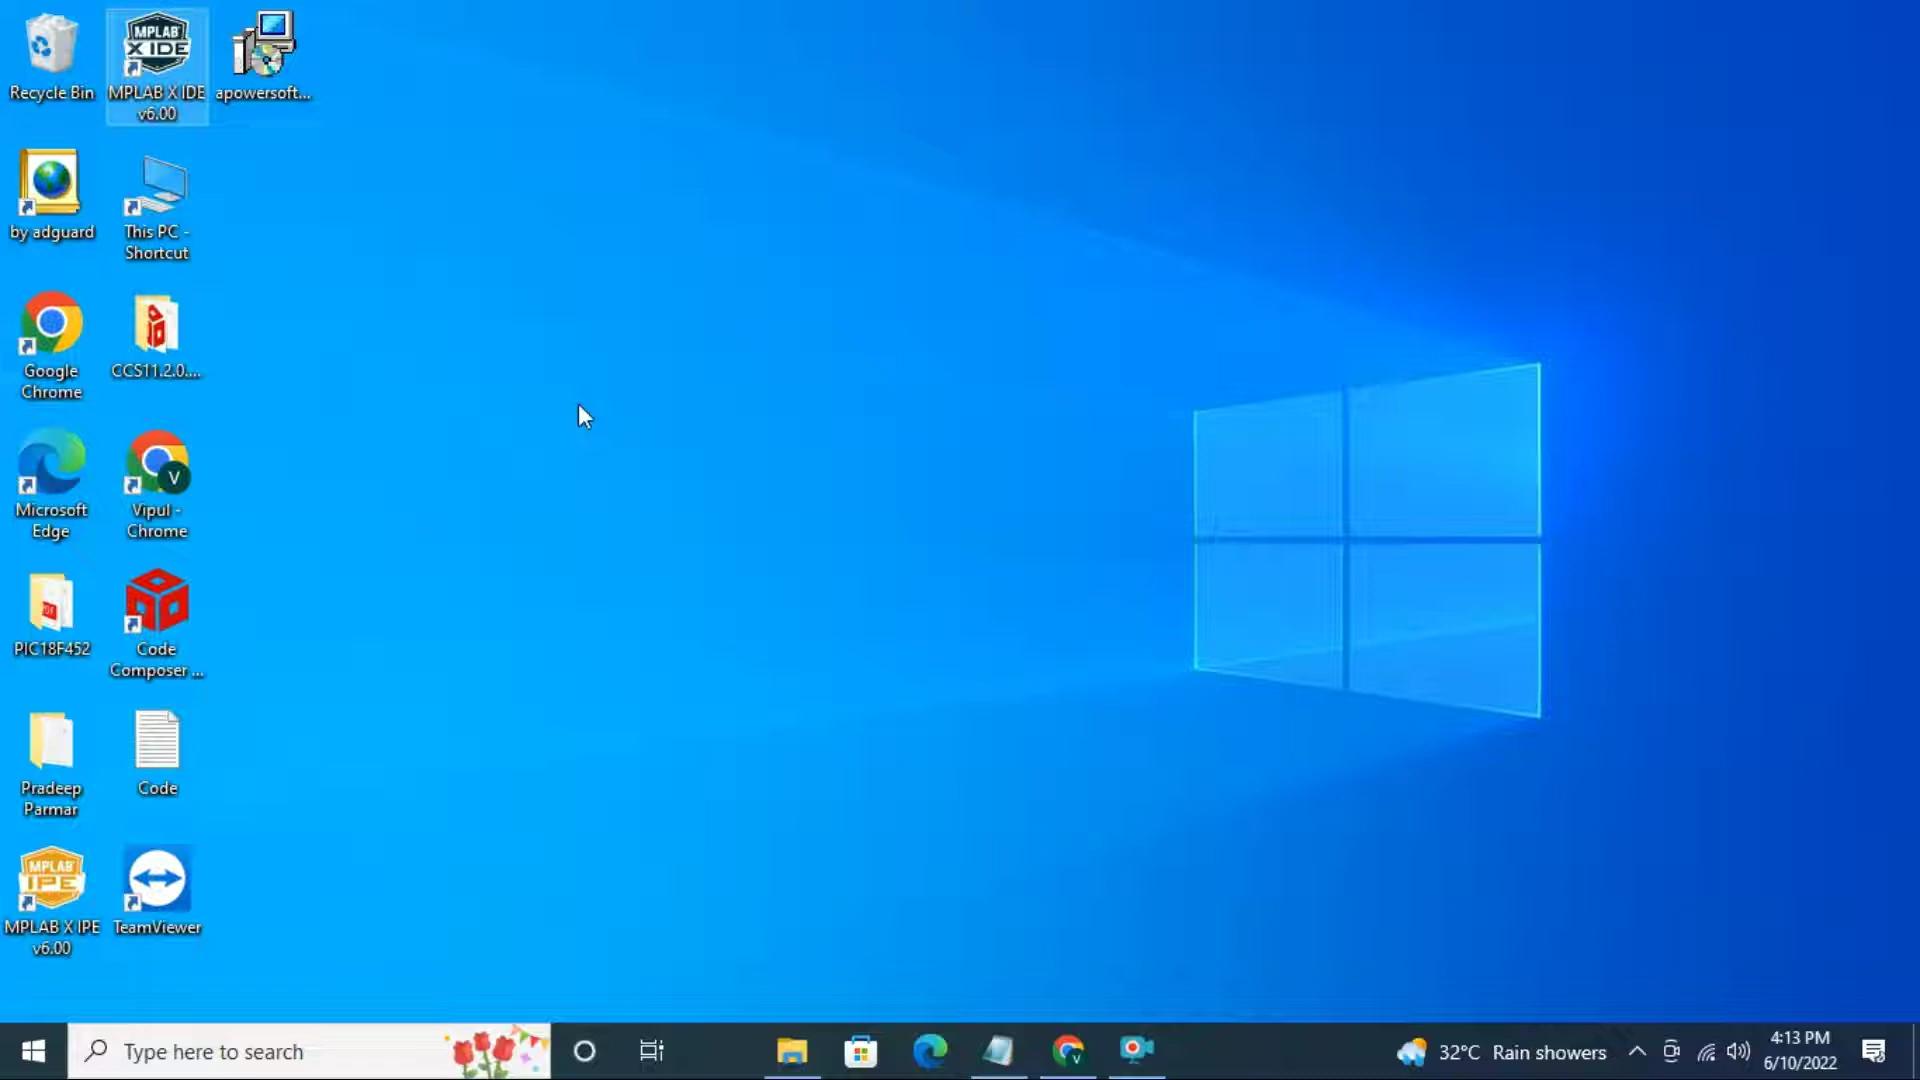 Recycle Bin
MPLAB
X IDE
MPLAB X IDE
v6.00
apowersoft...
by adguard
This PC -
Shortcut
Google
Chrome
CCS11.2.0....
Microsoft
Edge
V
Vipul -
Chrome
PDF
PIC18F452
Code
Composer ...
Pradeep
Parmar
Code
MPLAB
IPE
MPLAB X IPE
v6.00
TeamViewer
Type here to search
V
32°C Rain showers
4:13 PM
6/10/2022